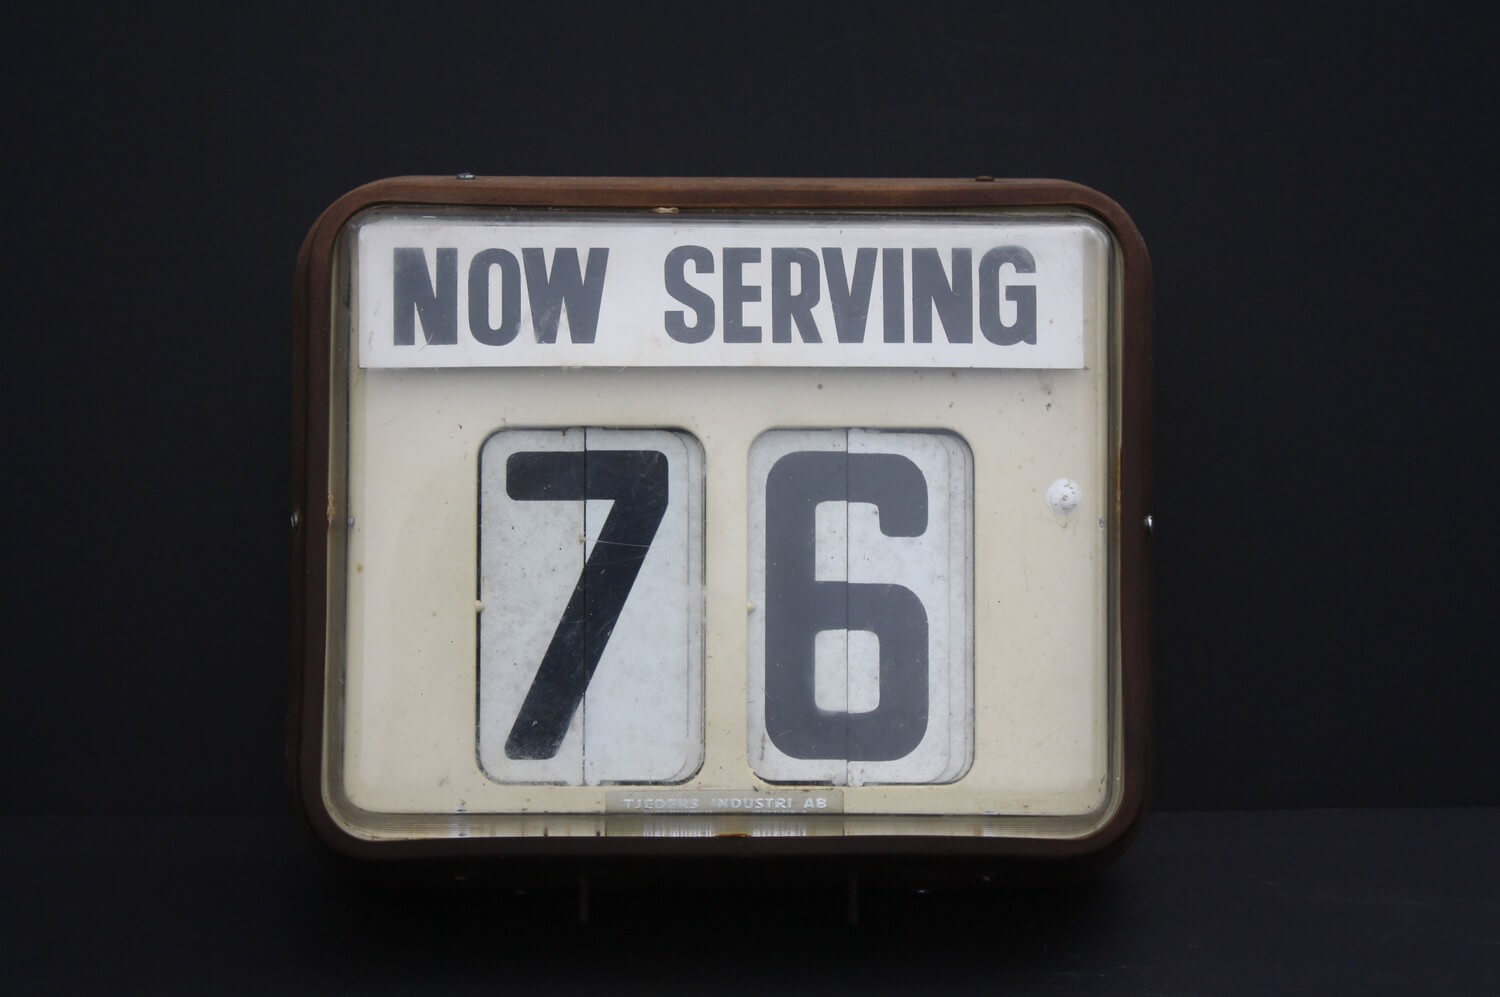 NOW SERVING
76
TJEDERS INDUSTRI AB